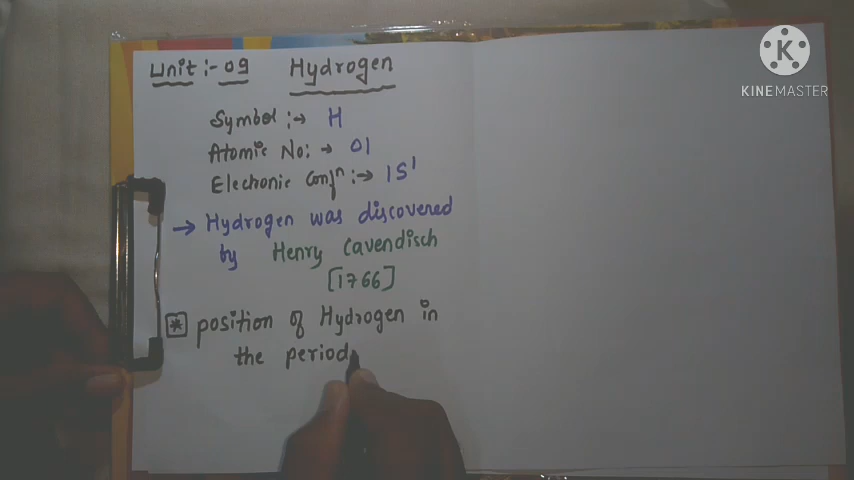 Unit :- 09 Hydrogen
Symbol :→ H
Atomic No: → 01
Electronic Confⁿ :→ 1S¹
→ Hydrogen was discovered
by Henry Cavendisch
[1766]
* position of Hydrogen in
the period
K
KINEMASTER